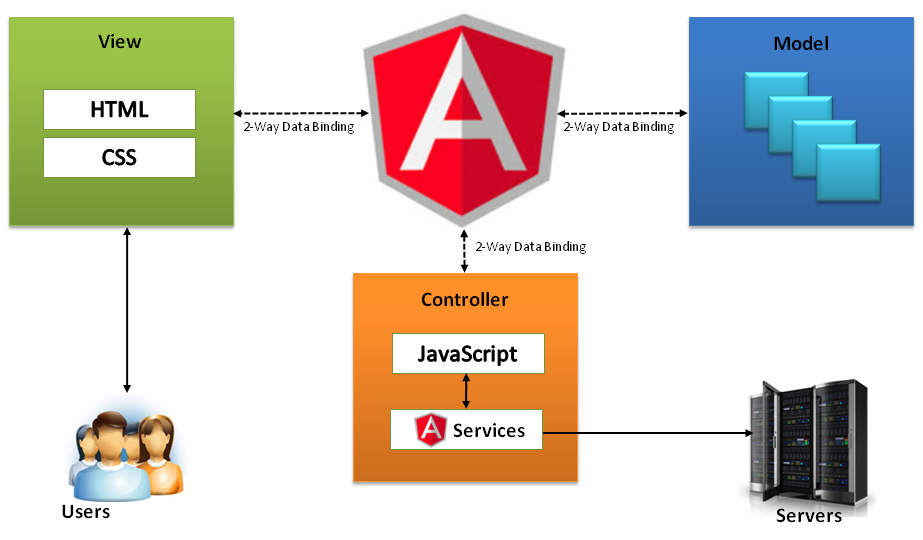 View
Model
HTML
CSS
2-Way Data Binding
2-Way Data Binding
2-Way Data Binding
Controller
JavaScript
Services
Users
Servers